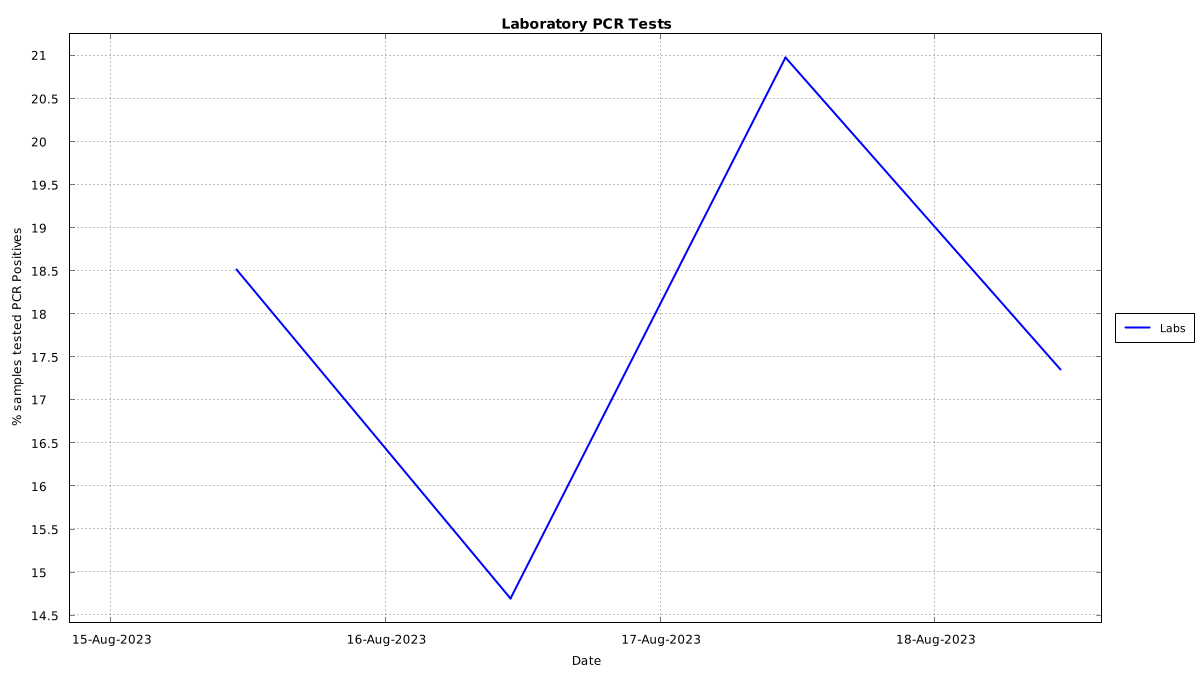 Laboratory PCR Tests
21
20.5
20
19.5
19
18.5
18
17.5
17
16.5
16
15.5
15
14.5
% samples tested PCR Positives
15-Aug-2023 16-Aug-2023 17-Aug-2023 18-Aug-2023
Date
Labs